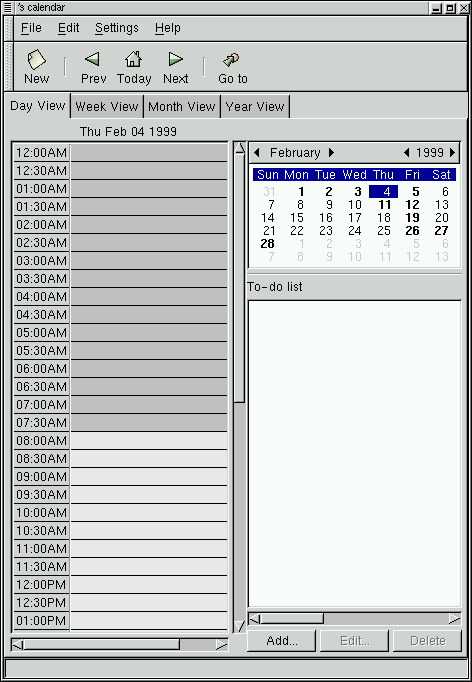 's calendar
File Edit Settings Help
New Prev Today Next Go to
Day View Week View Month View Year View
Thu Feb 04 1999
12:00AM
12:30AM
01:00AM
01:30AM
02:00AM
02:30AM
03:00AM
03:30AM
04:00AM
04:30AM
05:00AM
05:30AM
06:00AM
06:30AM
07:00AM
07:30AM
08:00AM
08:30AM
09:00AM
09:30AM
10:00AM
10:30AM
11:00AM
11:30AM
12:00PM
12:30PM
01:00PM
February 1999
Sun Mon Tue Wed Thu Fri Sat
31 1 2 3 4 5 6
7 8 9 10 11 12 13
14 15 16 17 18 19 20
21 22 23 24 25 26 27
28 1 2 3 4 5 6
7 8 9 10 11 12 13
To-do list
Add... Edit... Delete